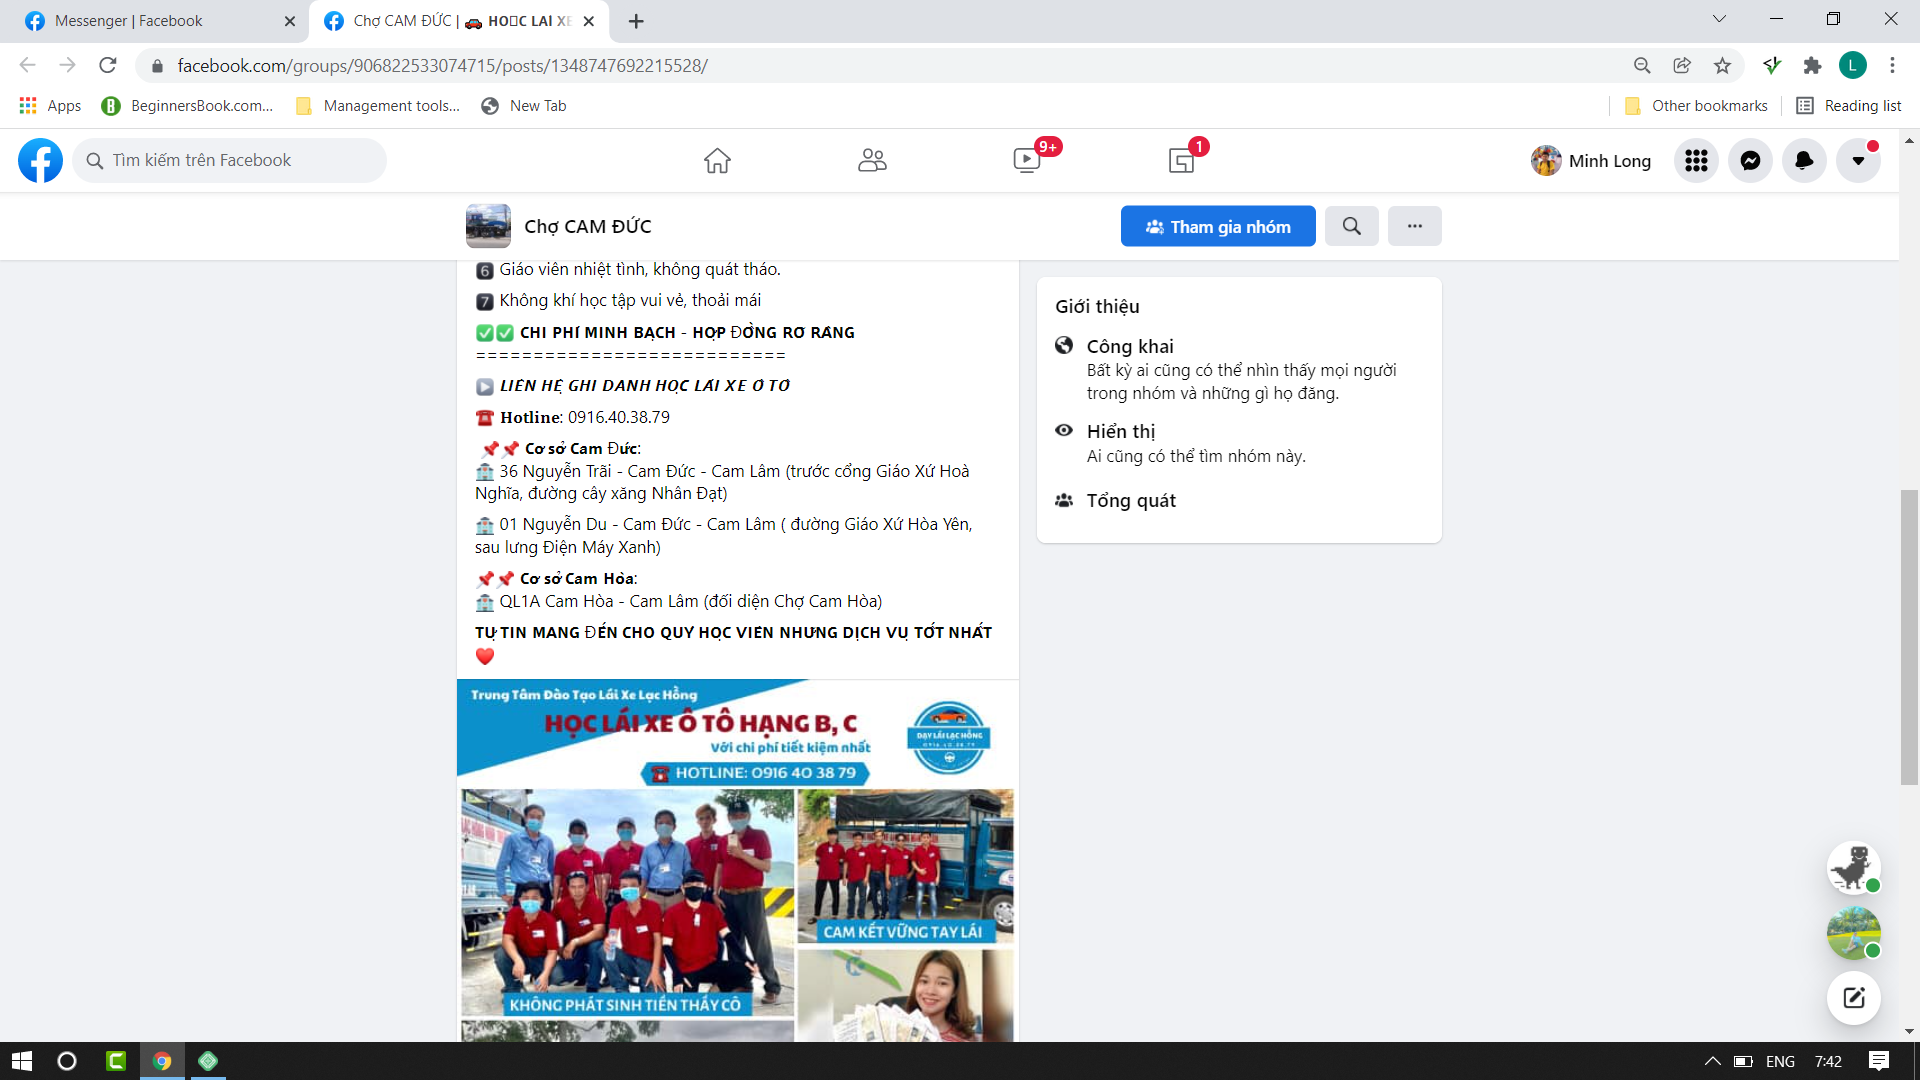 Messenger | Facebook
Chợ CAM ĐỨC | 🚗 HO▯C LAI XE
facebook.com/groups/906822533074715/posts/1348747692215528/
L
Apps
BeginnersBook.com...
Management tools...
New Tab
Other bookmarks
Reading list
Tìm kiếm trên Facebook
9+
1
Minh Long
Chợ CAM ĐỨC
Tham gia nhóm
6 Giáo viên nhiệt tình, không quát tháo.
7 Không khí học tập vui vẻ, thoải mái
✅✅ CHI PHÍ MINH BẠCH - HỢP ĐỒNG RÕ RÀNG
===========================
▶ LIÊN HỆ GHI DANH HỌC LÁI XE Ô TÔ
☎ Hotline: 0916.40.38.79
📌📌 Cơ sở Cam Đức:
🏫 36 Nguyễn Trãi - Cam Đức - Cam Lâm (trước cổng Giáo Xứ Hoà
Nghĩa, đường cây xăng Nhân Đạt)
🏫 01 Nguyễn Du - Cam Đức - Cam Lâm ( đường Giáo Xứ Hòa Yên,
sau lưng Điện Máy Xanh)
📌📌 Cơ sở Cam Hòa:
🏫 QL1A Cam Hòa - Cam Lâm (đối diện Chợ Cam Hòa)
TỰ TIN MANG ĐẾN CHO QUÝ HỌC VIÊN NHỮNG DỊCH VỤ TỐT NHẤT
❤
Giới thiệu
Công khai
Bất kỳ ai cũng có thể nhìn thấy mọi người
trong nhóm và những gì họ đăng.
Hiển thị
Ai cũng có thể tìm nhóm này.
Tổng quát
Trung Tâm Đào Tạo Lái Xe Lạc Hồng
HỌC LÁI XE Ô TÔ HẠNG B, C
Với chi phí tiết kiệm nhất
☎ HOTLINE: 0916 40 38 79
DẠY LÁI LẠC HỒNG
0916.40.38.79
CAM KẾT VỮNG TAY LÁI
KHÔNG PHÁT SINH TIỀN THẦY CÔ
ENG
7:42